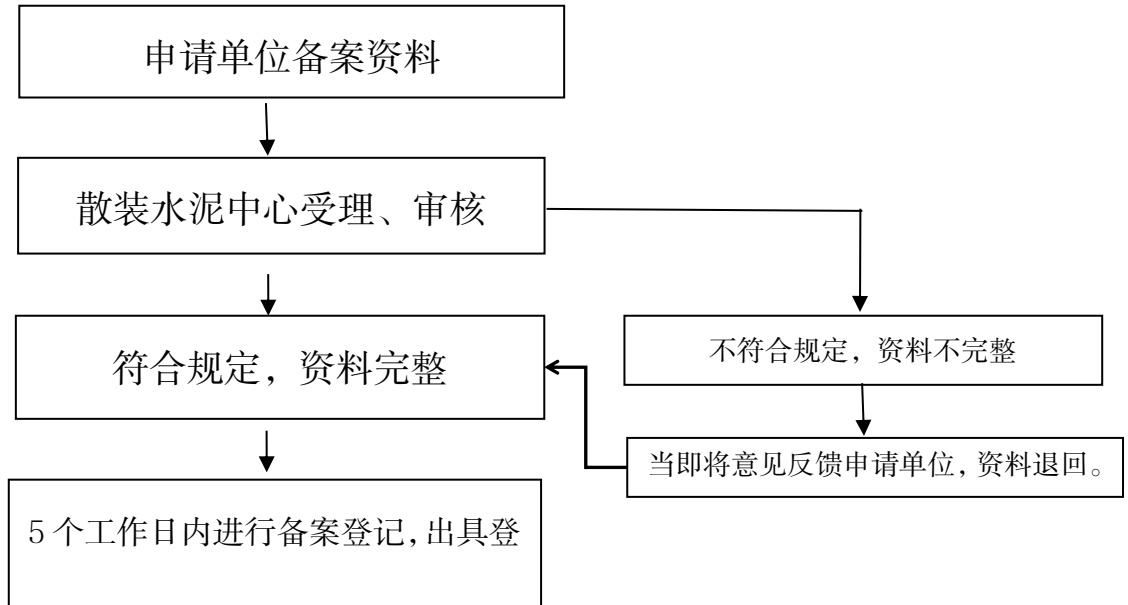 申请单位备案资料
散装水泥中心受理、审核
符合规定，资料完整
不符合规定，资料不完整
当即将意见反馈申请单位，资料退回。
5个工作日内进行备案登记，出具登